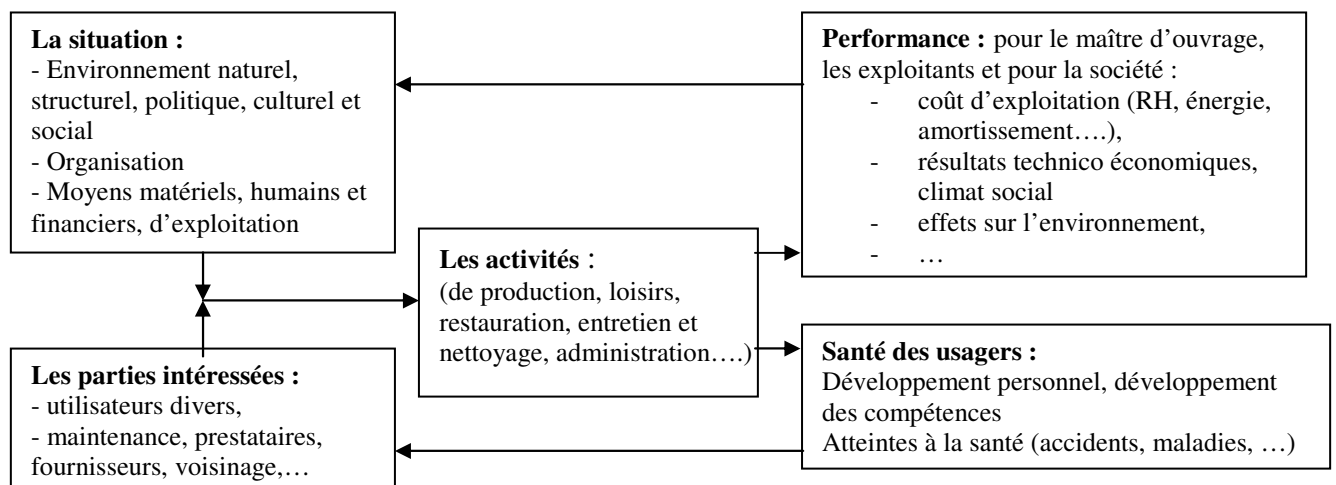 La situation :
- Environnement naturel,
structurel, politique, culturel et
social
- Organisation
- Moyens matériels, humains et
financiers, d’exploitation
Performance : pour le maître d’ouvrage,
les exploitants et pour la société :
- coût d’exploitation (RH, énergie,
amortissement….),
- résultats technico économiques,
climat social
- effets sur l’environnement,
- …
Les activités :
(de production, loisirs,
restauration, entretien et
nettoyage, administration….)
Les parties intéressées :
- utilisateurs divers,
- maintenance, prestataires,
fournisseurs, voisinage,…
Santé des usagers :
Développement personnel, développement
des compétences
Atteintes à la santé (accidents, maladies, …)